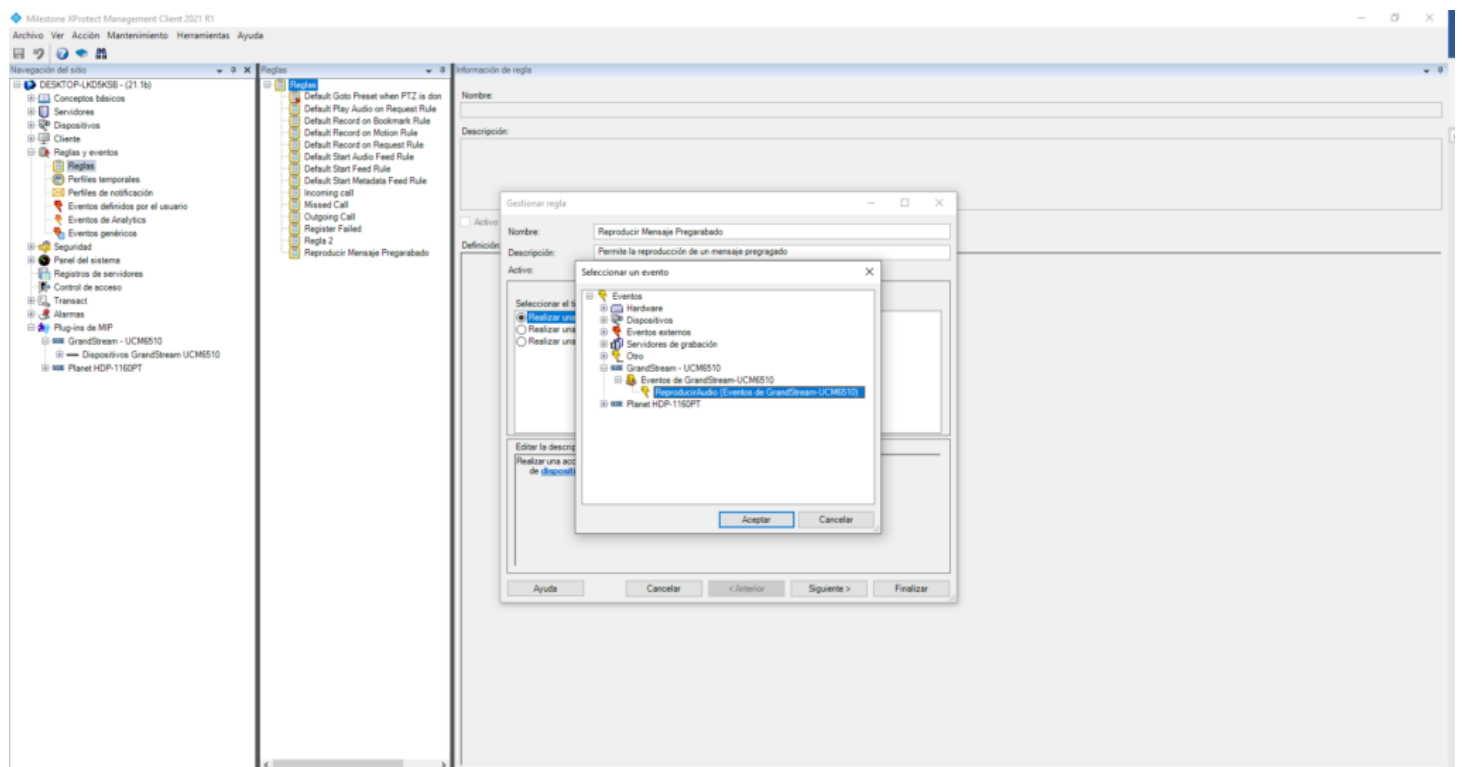 Milestone XProtect Management Client 2021 R1
Archivo Ver Acción Mantenimiento Herramientas Ayuda
Navegación del sitio
DESKTOP-LKD5KSB - (21.1b)
Conceptos básicos
Servidores
Dispositivos
Cliente
Reglas y eventos
Reglas
Perfiles temporales
Perfiles de notificación
Eventos definidos por el usuario
Eventos de Analytics
Eventos genéricos
Seguridad
Panel del sistema
Registros de servidores
Control de acceso
Transact
Alarmas
Plug-ins de MIP
GrandStream - UCM6510
Dispositivos GrandStream UCM6510
Planet HDP-1160PT
Reglas
Reglas
Default Goto Preset when PTZ is don
Default Play Audio on Request Rule
Default Record on Bookmark Rule
Default Record on Motion Rule
Default Record on Request Rule
Default Start Audio Feed Rule
Default Start Feed Rule
Default Start Metadata Feed Rule
Incoming call
Missed Call
Outgoing Call
Register Failed
Regla 2
Reproducir Mensaje Pregarabado
Información de regla
Nombre:
Descripción:
Activo
Definición
Gestionar regla
Nombre: Reproducir Mensaje Pregarabado
Descripción: Permite la reproducción de un mensaje pregragado
Activo:
Seleccionar el ti
Realizar una
Realizar una
Realizar una
Editar la descrip
Realizar una acc
de dispositi
Ayuda Cancelar < Anterior Siguiente > Finalizar
Seleccionar un evento
Eventos
Hardware
Dispositivos
Eventos externos
Servidores de grabación
Otro
GrandStream - UCM6510
Eventos de GrandStream-UCM6510
ReproducirAudio (Eventos de GrandStream-UCM6510)
Planet HDP-1160PT
Aceptar Cancelar